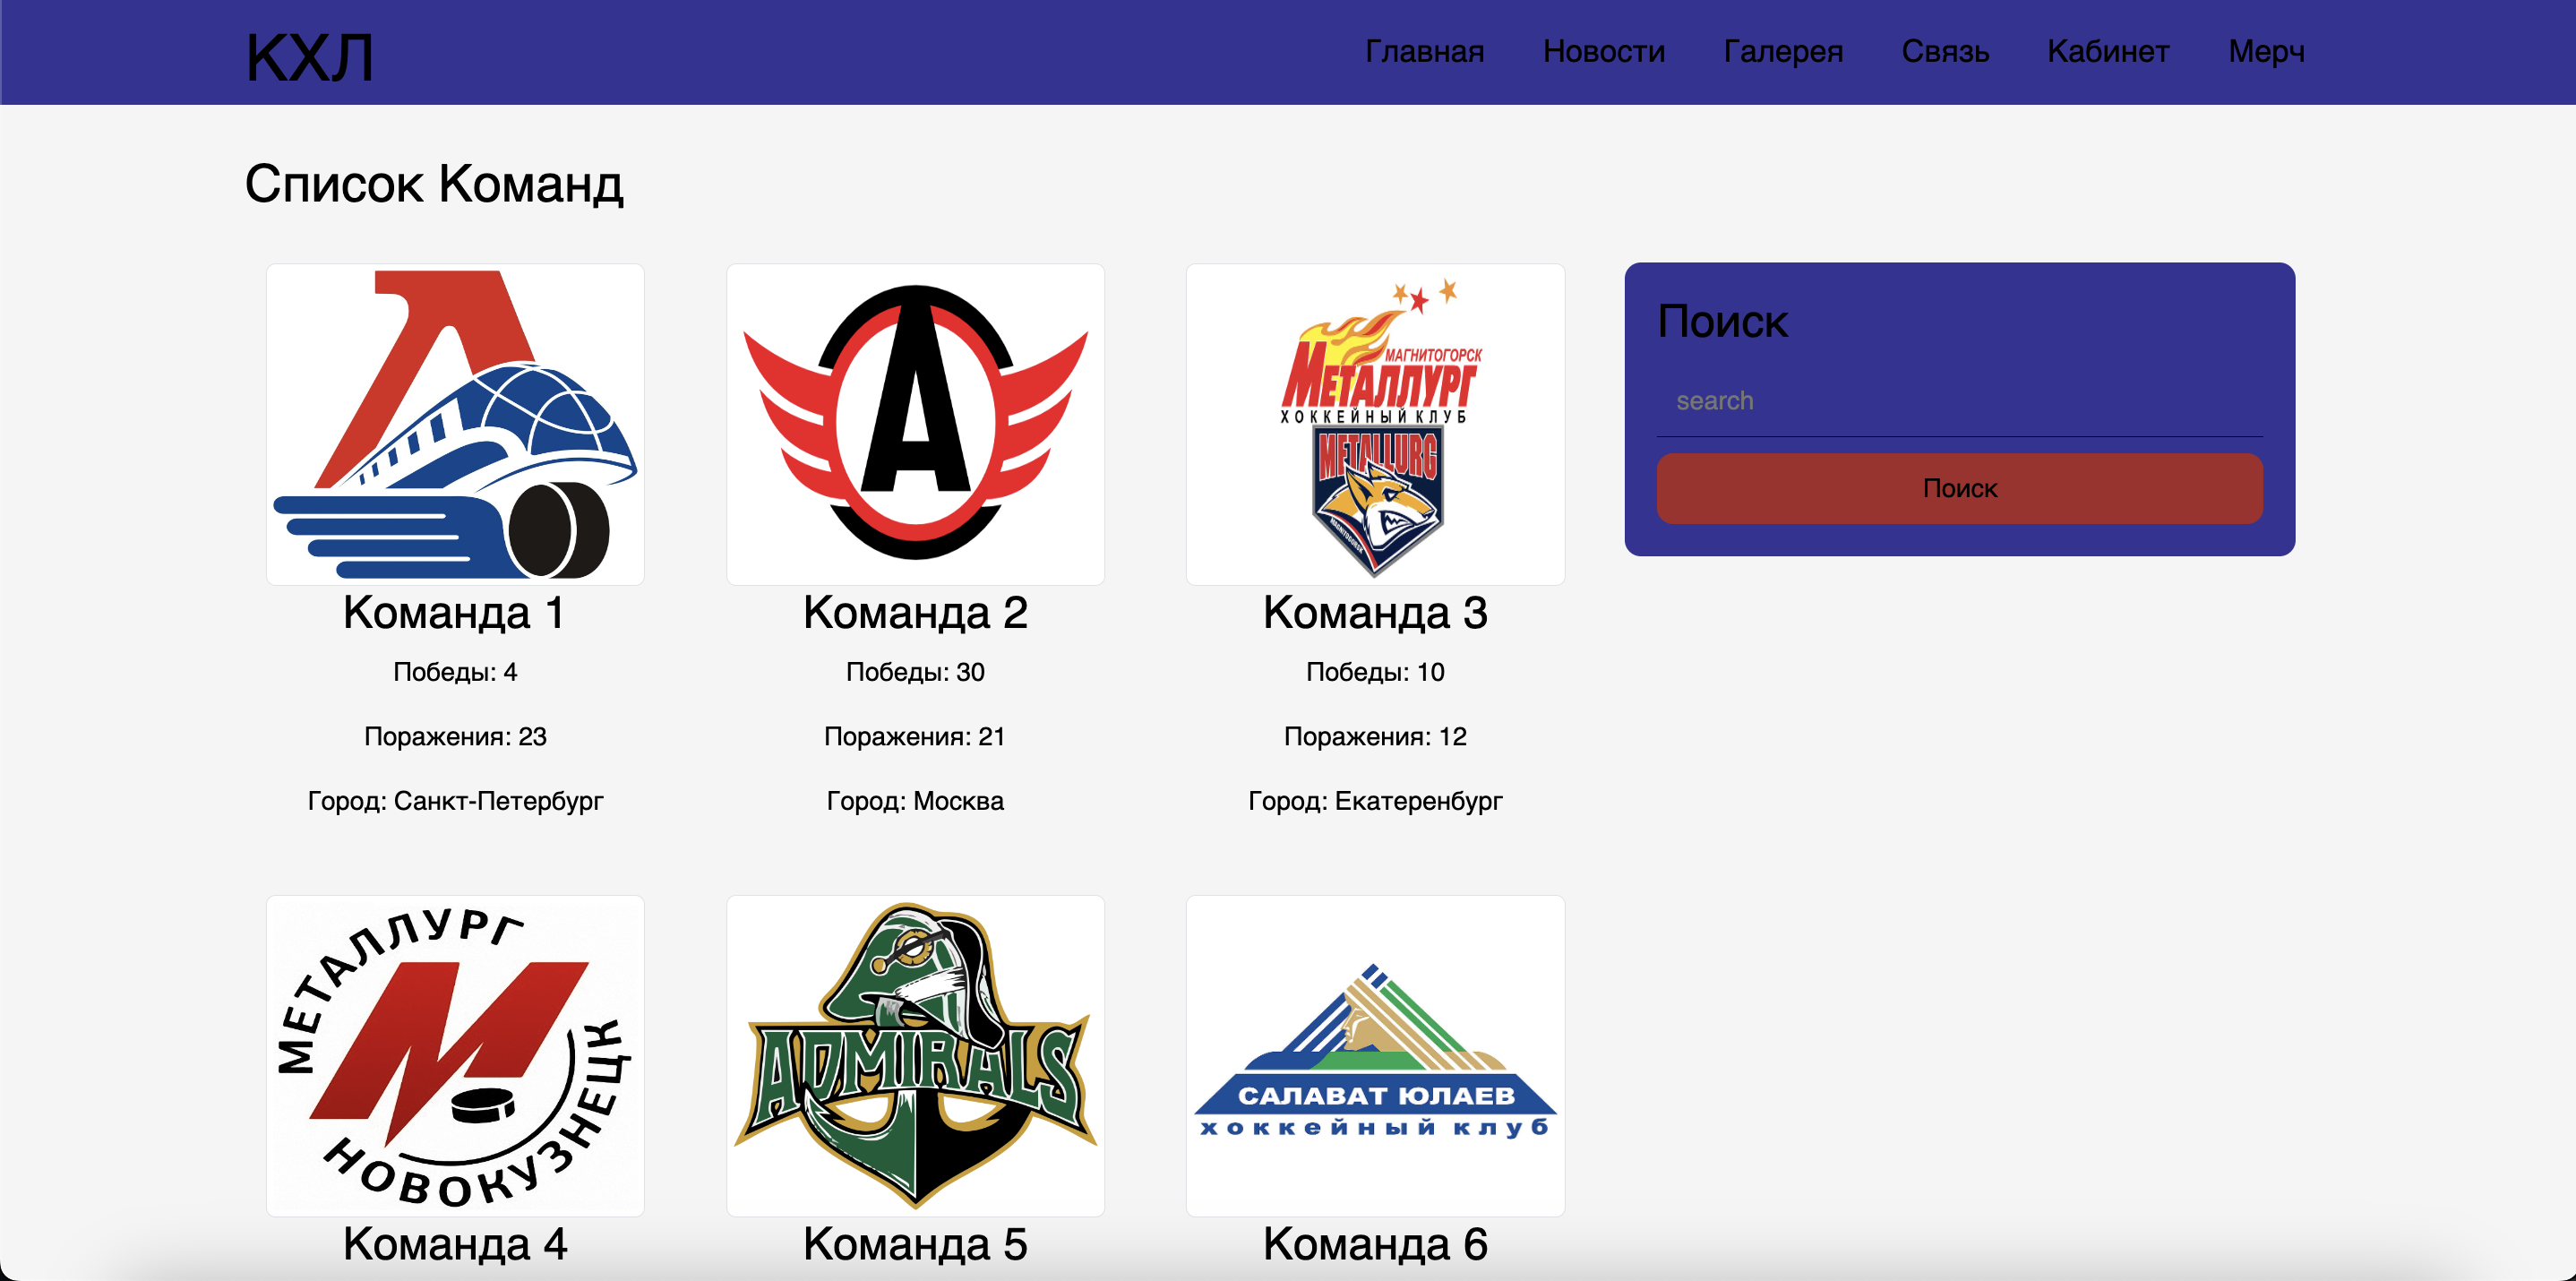 КХЛ
Главная Новости Галерея Связь Кабинет Мерч
Список Команд
МАГНИТОГОРСК
МЕТАЛЛУРГ
ХОККЕЙНЫЙ КЛУБ
METALLURG
MAGNITOGORSK
Команда 1
Победы: 4
Поражения: 23
Город: Санкт-Петербург
А
Команда 2
Победы: 30
Поражения: 21
Город: Москва
Команда 3
Победы: 10
Поражения: 12
Город: Екатеренбург
Поиск
search
Поиск
МЕТАЛЛУРГ
М
НОВОКУЗНЕЦК
Команда 4
ADMIRALS
Команда 5
САЛАВАТ ЮЛАЕВ
хоккейный клуб
Команда 6